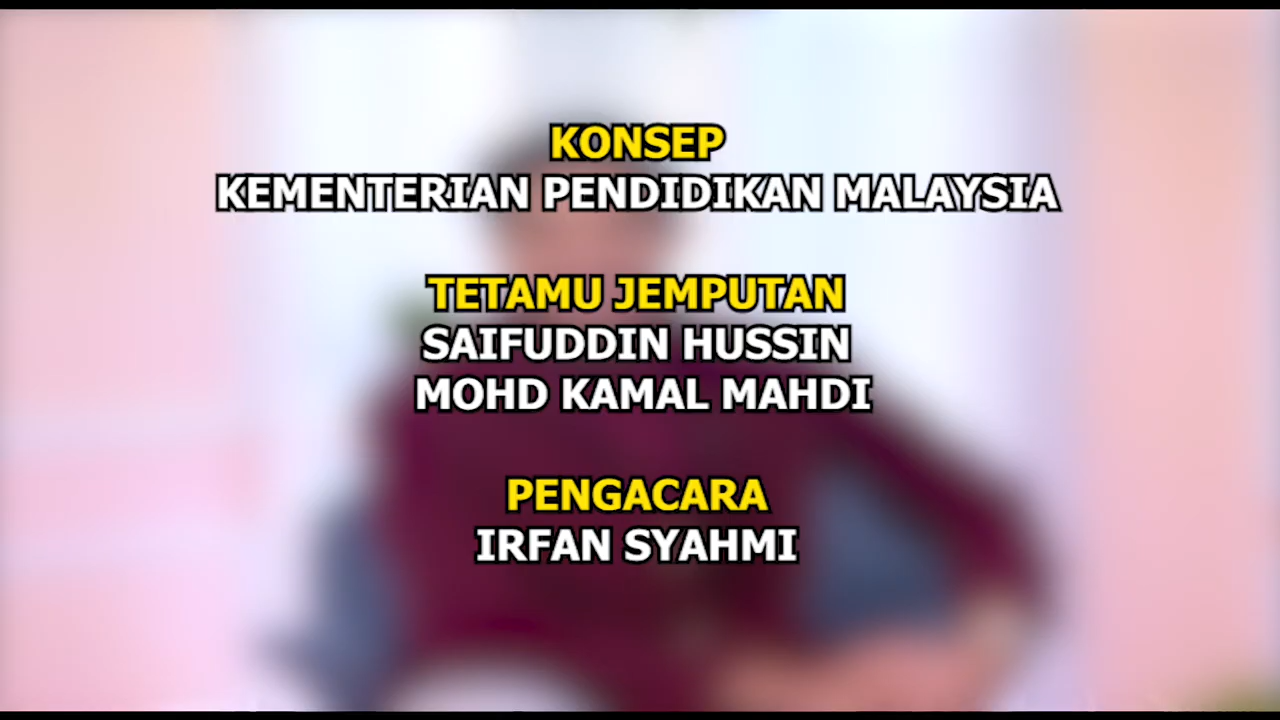 KONSEP
KEMENTERIAN PENDIDIKAN MALAYSIA
TETAMU JEMPUTAN
SAIFUDDIN HUSSIN
MOHD KAMAL MAHDI
PENGACARA
IRFAN SYAHMI